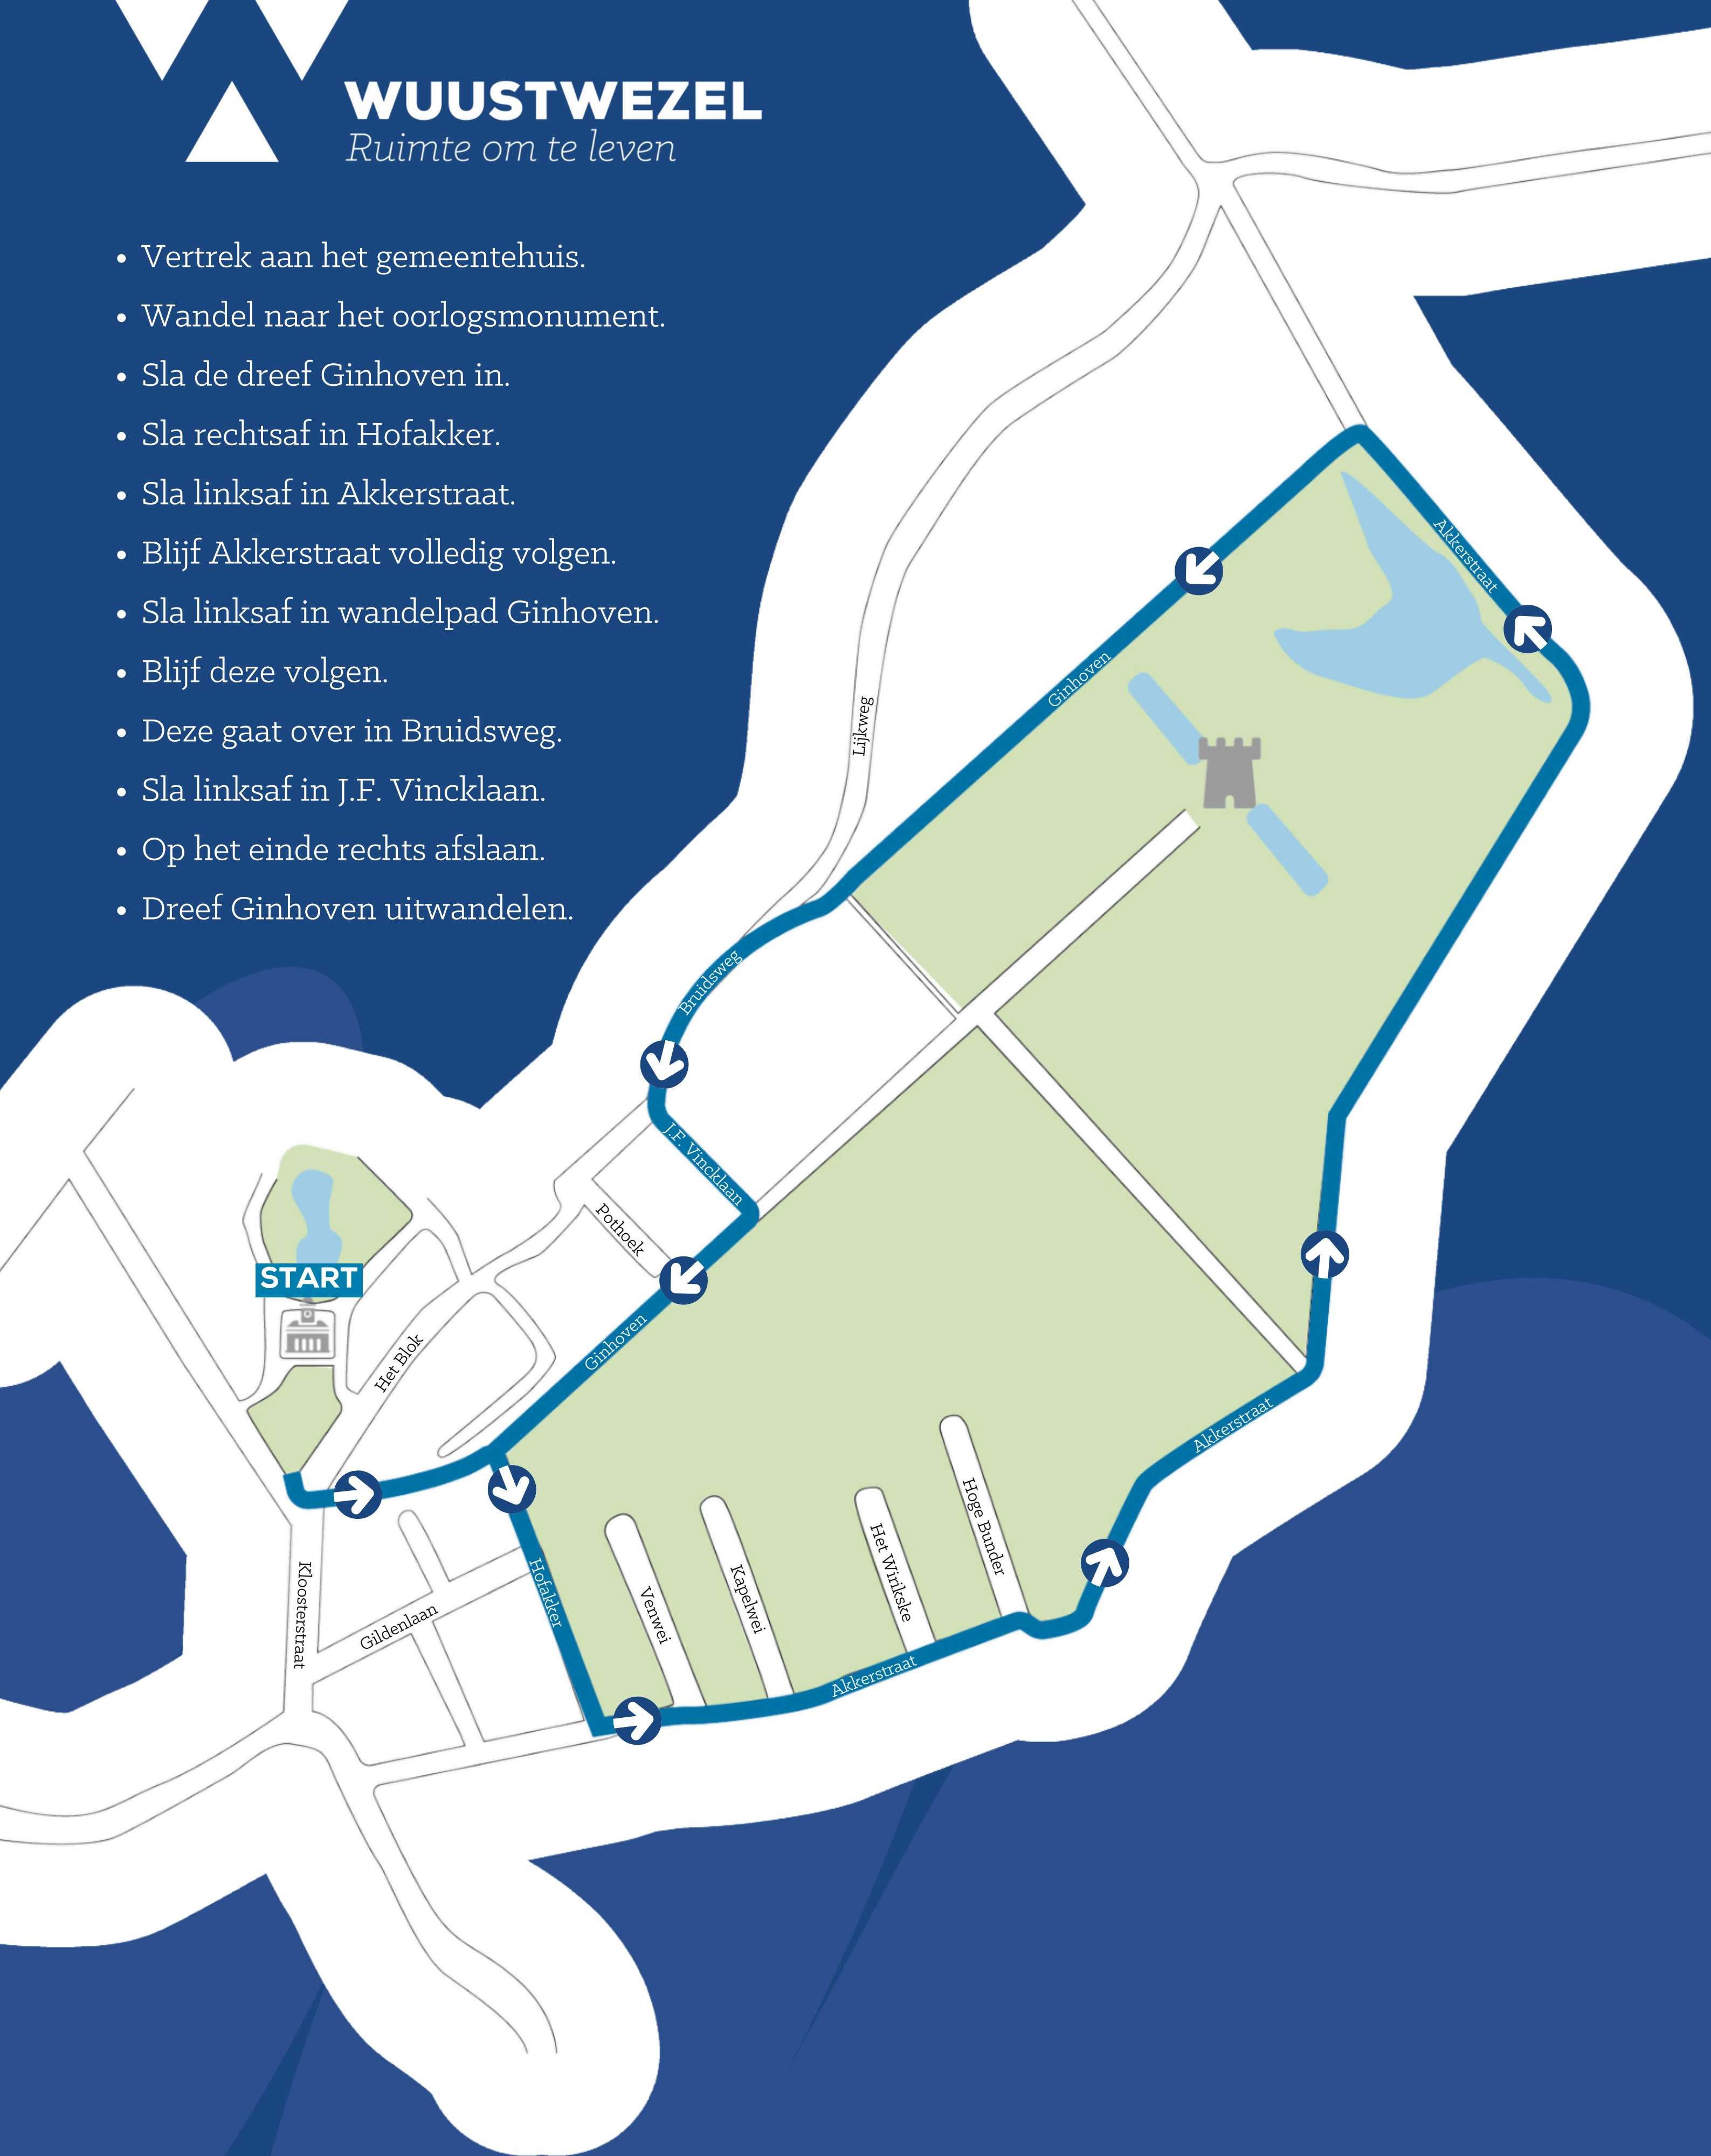 WUUSTWEZEL
Ruimte om te leven
• Vertrek aan het gemeentehuis.
• Wandel naar het oorlogsmonument.
• Sla de dreef Ginhoven in.
• Sla rechtsaf in Hofakker.
• Sla linksaf in Akkerstraat.
• Blijf Akkerstraat volledig volgen.
• Sla linksaf in wandelpad Ginhoven.
• Blijf deze volgen.
• Deze gaat over in Bruidsweg.
• Sla linksaf in J.F. Vincklaan.
• Op het einde rechts afslaan.
• Dreef Ginhoven uitwandelen.
Akkerstraat
Ginhoven
Lijkweg
Bruidsweg
J.F. Vincklaan
Pothoek
START
Ginhoven
Het Blok
Akkerstraat
Hoge Bunder
Het Wirikske
Kapelwei
Venwei
Hofakker
Kloosterstraat
Gildenlaan
Akkerstraat